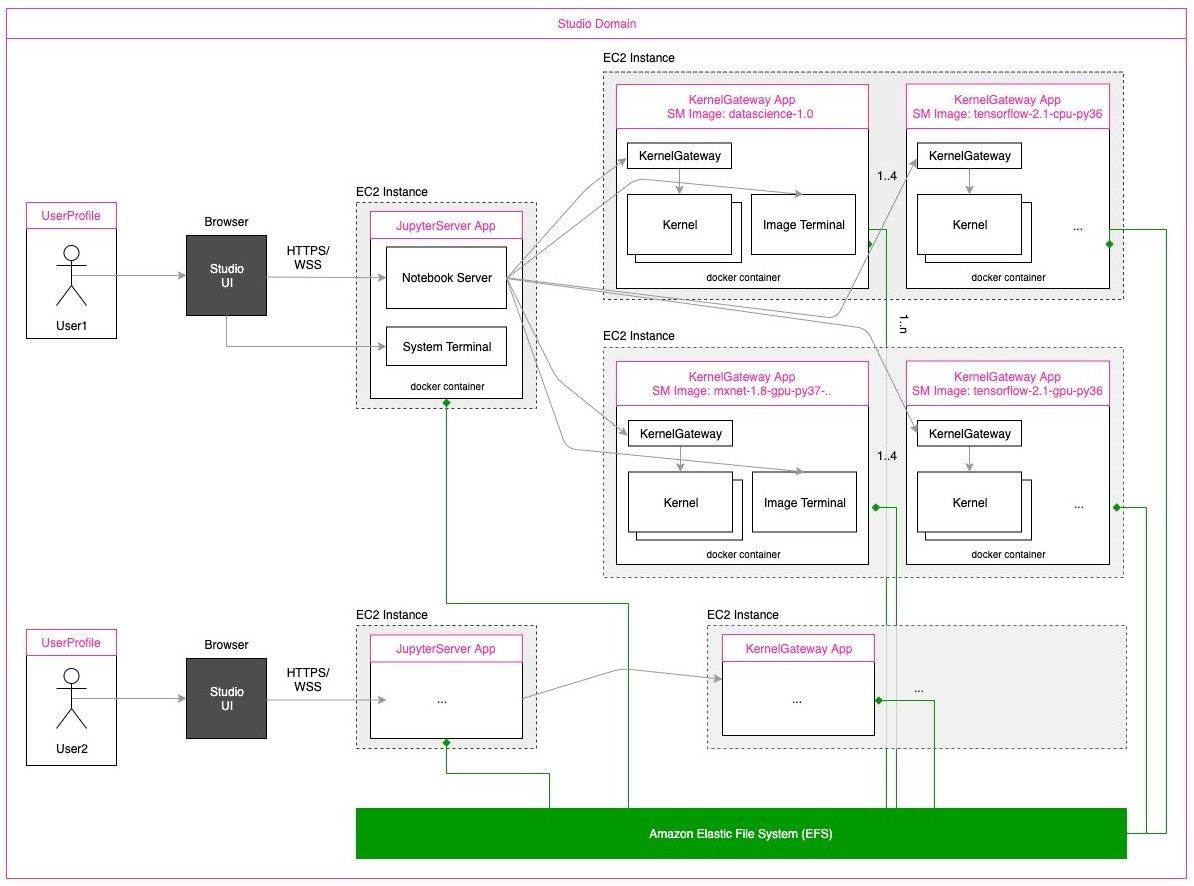 Studio Domain
EC2 Instance
KernelGateway App
SM Image: datascience-1.0
KernelGateway
Kernel
Image Terminal
docker container
1..4
KernelGateway App
SM Image: tensorflow-2.1-cpu-py36
KernelGateway
Kernel
...
docker container
UserProfile
User1
Browser
Studio
UI
HTTPS/
WSS
EC2 Instance
JupyterServer App
Notebook Server
System Terminal
docker container
1..n
EC2 Instance
KernelGateway App
SM Image: mxnet-1.8-gpu-py37-..
KernelGateway
Kernel
Image Terminal
docker container
1..4
KernelGateway App
SM Image: tensorflow-2.1-gpu-py36
KernelGateway
Kernel
...
docker container
UserProfile
User2
Browser
Studio
UI
HTTPS/
WSS
EC2 Instance
JupyterServer App
...
EC2 Instance
KernelGateway App
...
...
Amazon Elastic File System (EFS)